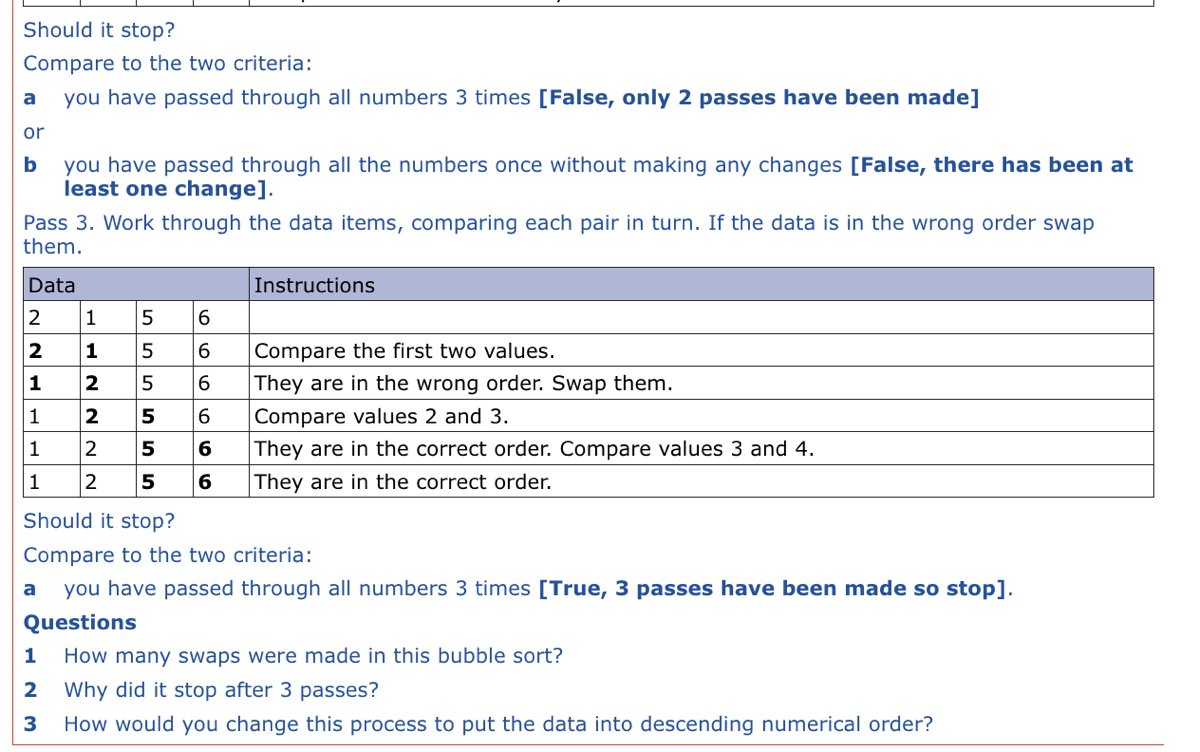 Should it stop?
Compare to the two criteria:
a you have passed through all numbers 3 times [False, only 2 passes have been made]
or
b you have passed through all the numbers once without making any changes [False, there has been at
least one change].
Pass 3. Work through the data items, comparing each pair in turn. If the data is in the wrong order swap
them.
Data Instructions
2 1 5 6
2 1 5 6 Compare the first two values.
1 2 5 6 They are in the wrong order. Swap them.
1 2 5 6 Compare values 2 and 3.
1 2 5 6 They are in the correct order. Compare values 3 and 4.
1 2 5 6 They are in the correct order.
Should it stop?
Compare to the two criteria:
a you have passed through all numbers 3 times [True, 3 passes have been made so stop].
Questions
1 How many swaps were made in this bubble sort?
2 Why did it stop after 3 passes?
3 How would you change this process to put the data into descending numerical order?